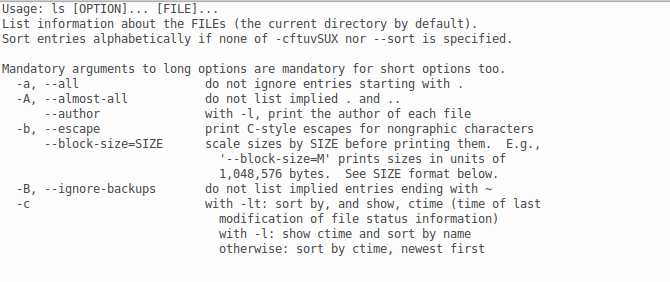 Usage: ls [OPTION]... [FILE]...
List information about the FILEs (the current directory by default).
Sort entries alphabetically if none of -cftuvSUX nor --sort is specified.

Mandatory arguments to long options are mandatory for short options too.
  -a, --all                  do not ignore entries starting with .
  -A, --almost-all           do not list implied . and ..
      --author               with -l, print the author of each file
  -b, --escape               print C-style escapes for nongraphic characters
      --block-size=SIZE      scale sizes by SIZE before printing them.  E.g.,
                               '--block-size=M' prints sizes in units of
                               1,048,576 bytes.  See SIZE format below.
  -B, --ignore-backups       do not list implied entries ending with ~
  -c                         with -lt: sort by, and show, ctime (time of last
                               modification of file status information)
                               with -l: show ctime and sort by name
                               otherwise: sort by ctime, newest first